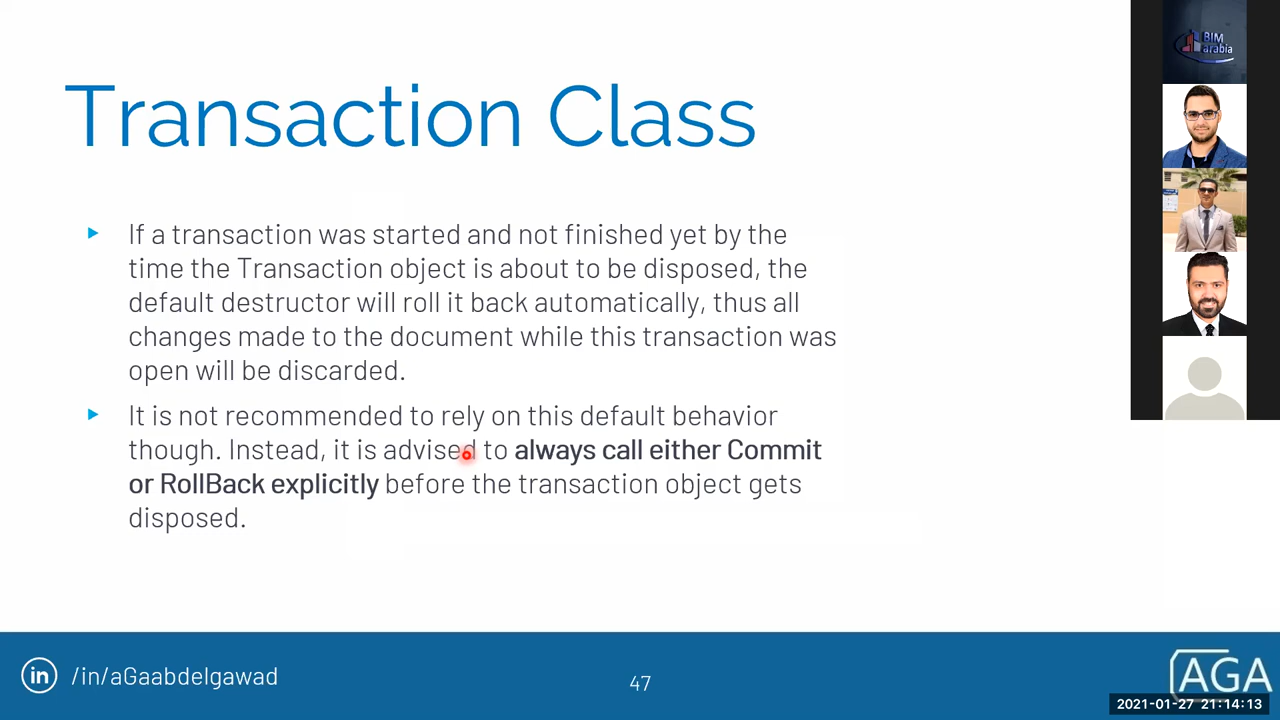 Transaction Class
If a transaction was started and not finished yet by the
time the Transaction object is about to be disposed, the
default destructor will roll it back automatically, thus all
changes made to the document while this transaction was
open will be discarded.
It is not recommended to rely on this default behavior
though. Instead, it is advised to always call either Commit
or RollBack explicitly before the transaction object gets
disposed.
BIM
arabia
in /in/aGaabdelgawad
47
AGA
2021-01-27 21:14:13